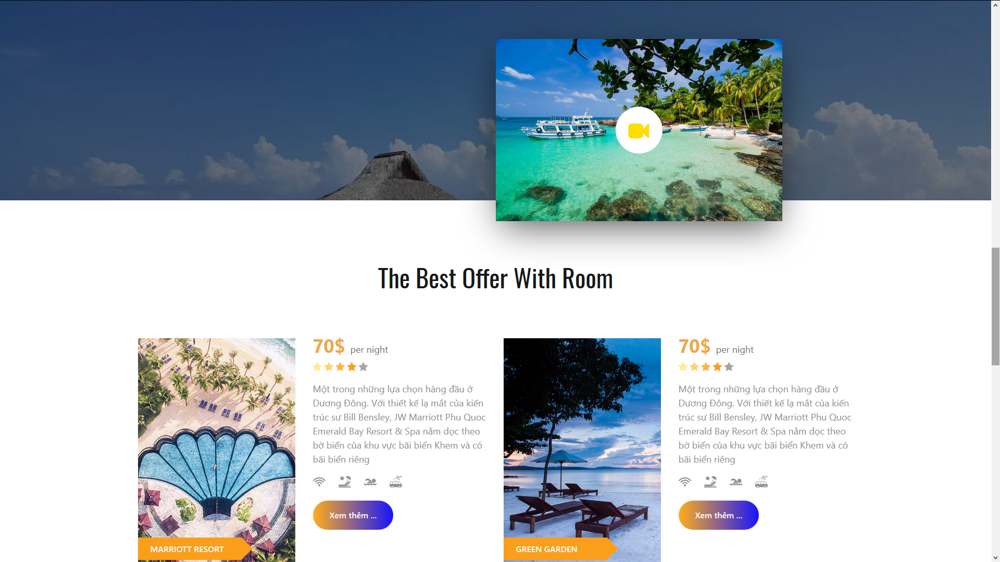 The Best Offer With Room
70$ per night
Một trong những lựa chọn hàng đầu ở
Dương Đông. Với thiết kế lạ mắt của kiến
trúc sư Bill Bensley, JW Marriott Phu Quoc
Emerald Bay Resort & Spa nằm dọc theo
bờ biển của khu vực bãi biển Khem và có
bãi biển riêng
Xem thêm ...
MARRIOTT RESORT
70$ per night
Một trong những lựa chọn hàng đầu ở
Dương Đông. Với thiết kế lạ mắt của kiến
trúc sư Bill Bensley, JW Marriott Phu Quoc
Emerald Bay Resort & Spa nằm dọc theo
bờ biển của khu vực bãi biển Khem và có
bãi biển riêng
Xem thêm ...
GREEN GARDEN